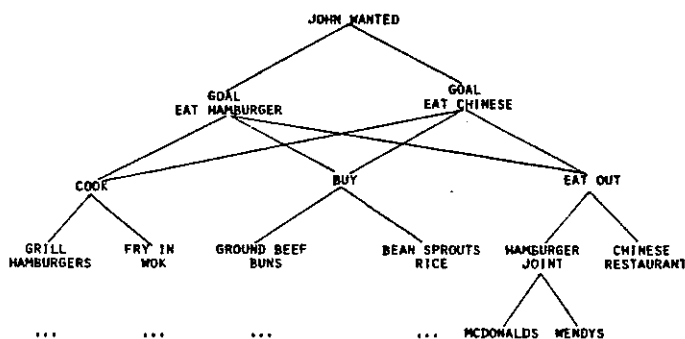 JOHN WANTED
GOAL
EAT HAMBURGER
GOAL
EAT CHINESE
COOK
BUY
EAT OUT
GRILL
HAMBURGERS
FRY IN
WOK
GROUND BEEF
BUNS
BEAN SPROUTS
RICE
HAMBURGER
JOINT
CHINESE
RESTAURANT
...
...
...
...
MCDONALDS
WENDYS